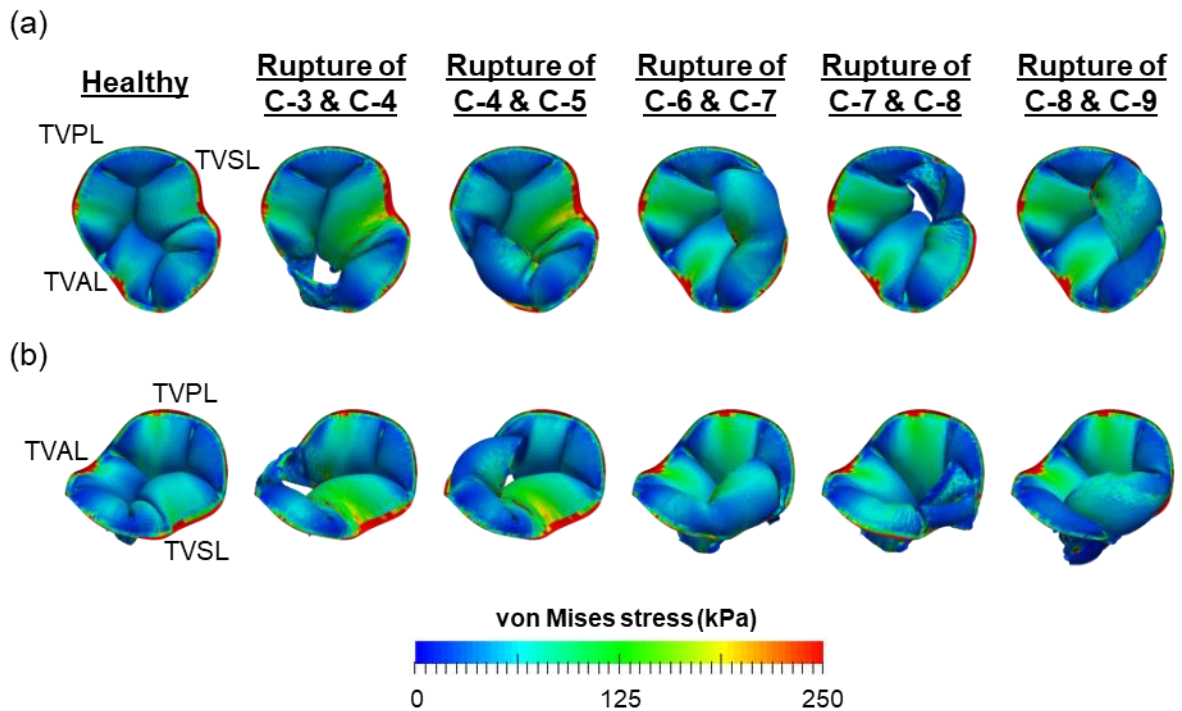 (a)
Healthy
Rupture of
C-3 & C-4
Rupture of
C-4 & C-5
Rupture of
C-6 & C-7
Rupture of
C-7 & C-8
Rupture of
C-8 & C-9
TVPL
TVSL
TVAL
(b)
TVPL
TVAL
TVSL
von Mises stress (kPa)
0 125 250